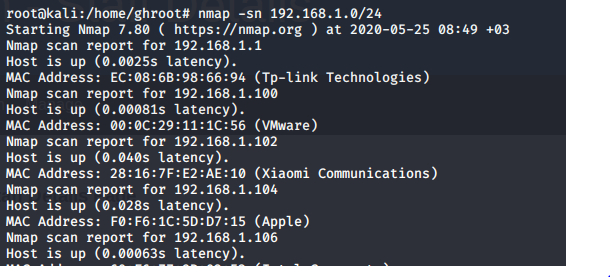 root@kali:/home/ghroot# nmap -sn 192.168.1.0/24
Starting Nmap 7.80 ( https://nmap.org ) at 2020-05-25 08:49 +03
Nmap scan report for 192.168.1.1
Host is up (0.0025s latency).
MAC Address: EC:08:6B:98:66:94 (Tp-link Technologies)
Nmap scan report for 192.168.1.100
Host is up (0.00081s latency).
MAC Address: 00:0C:29:11:1C:56 (VMware)
Nmap scan report for 192.168.1.102
Host is up (0.040s latency).
MAC Address: 28:16:7F:E2:AE:10 (Xiaomi Communications)
Nmap scan report for 192.168.1.104
Host is up (0.028s latency).
MAC Address: F0:F6:1C:5D:D7:15 (Apple)
Nmap scan report for 192.168.1.106
Host is up (0.00063s latency).
MAC Address: